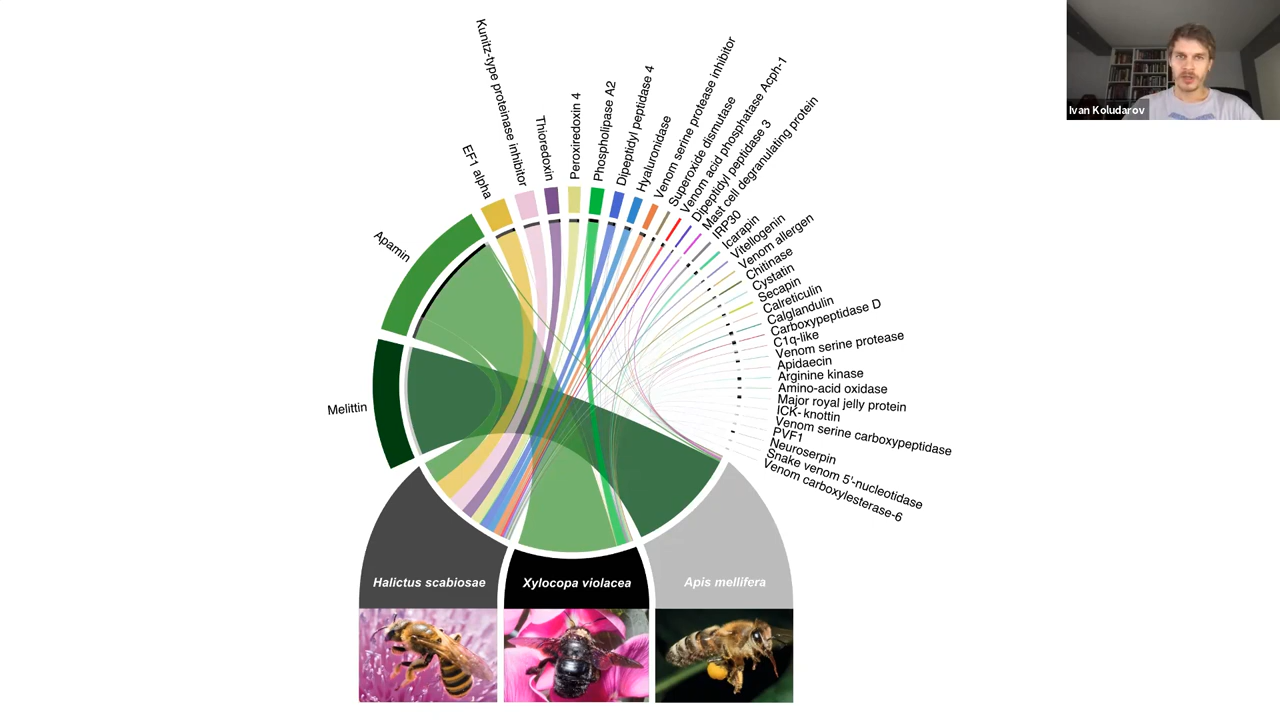 Ivan Koludarov
Kunitz-type proteinase inhibitor
EF1 alpha
Thioredoxin
Peroxiredoxin 4
Phospholipase A2
Dipeptidyl peptidase 4
Hyaluronidase
Venom serine protease inhibitor
Superoxide dismutase
Venom acid phosphatase Acph-1
Dipeptidyl peptidase 3
Mast cell degranulating protein
IRP30
Icarapin
Vitellogenin
Venom allergen
Chitinase
Cystatin
Secapin
Calreticulin
Calglandulin
Carboxypeptidase D
C1q-like
Venom serine protease
Apidaecin
Arginine kinase
Amino-acid oxidase
Major royal jelly protein
ICK- knottin
Venom serine carboxypeptidase
PVF1
Neuroserpin
Snake venom 5'-nucleotidase
Venom carboxylesterase-6
Apamin
Melittin
Halictus scabiosae
Xylocopa violacea
Apis mellifera